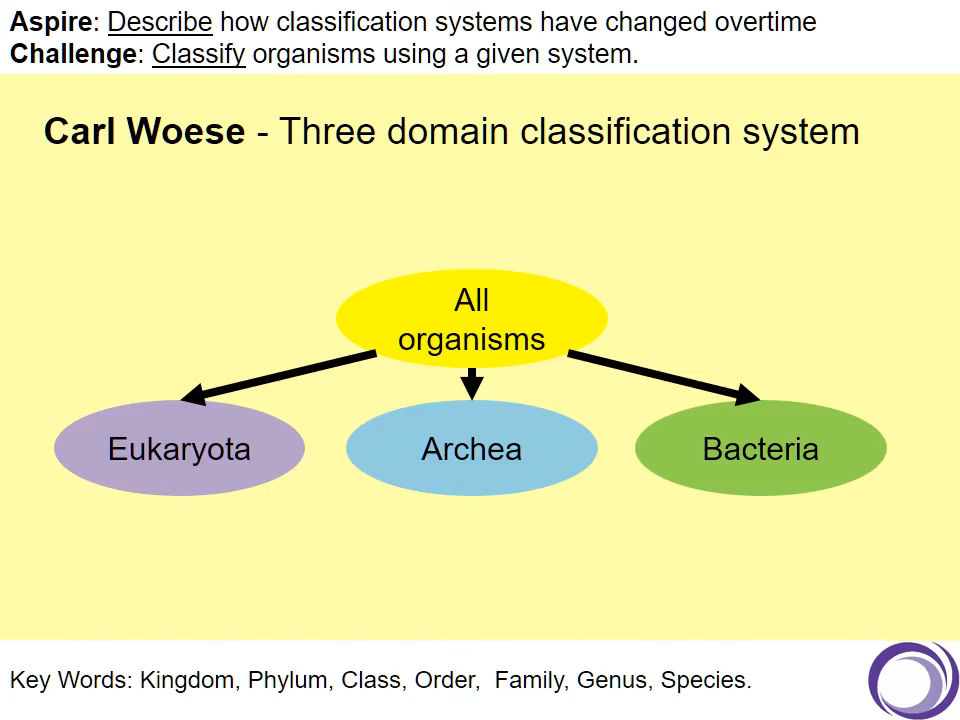 Aspire: Describe how classification systems have changed overtime
Challenge: Classify organisms using a given system.
Carl Woese - Three domain classification system
All
organisms
Eukaryota
Archea
Bacteria
Key Words: Kingdom, Phylum, Class, Order,  Family, Genus, Species.